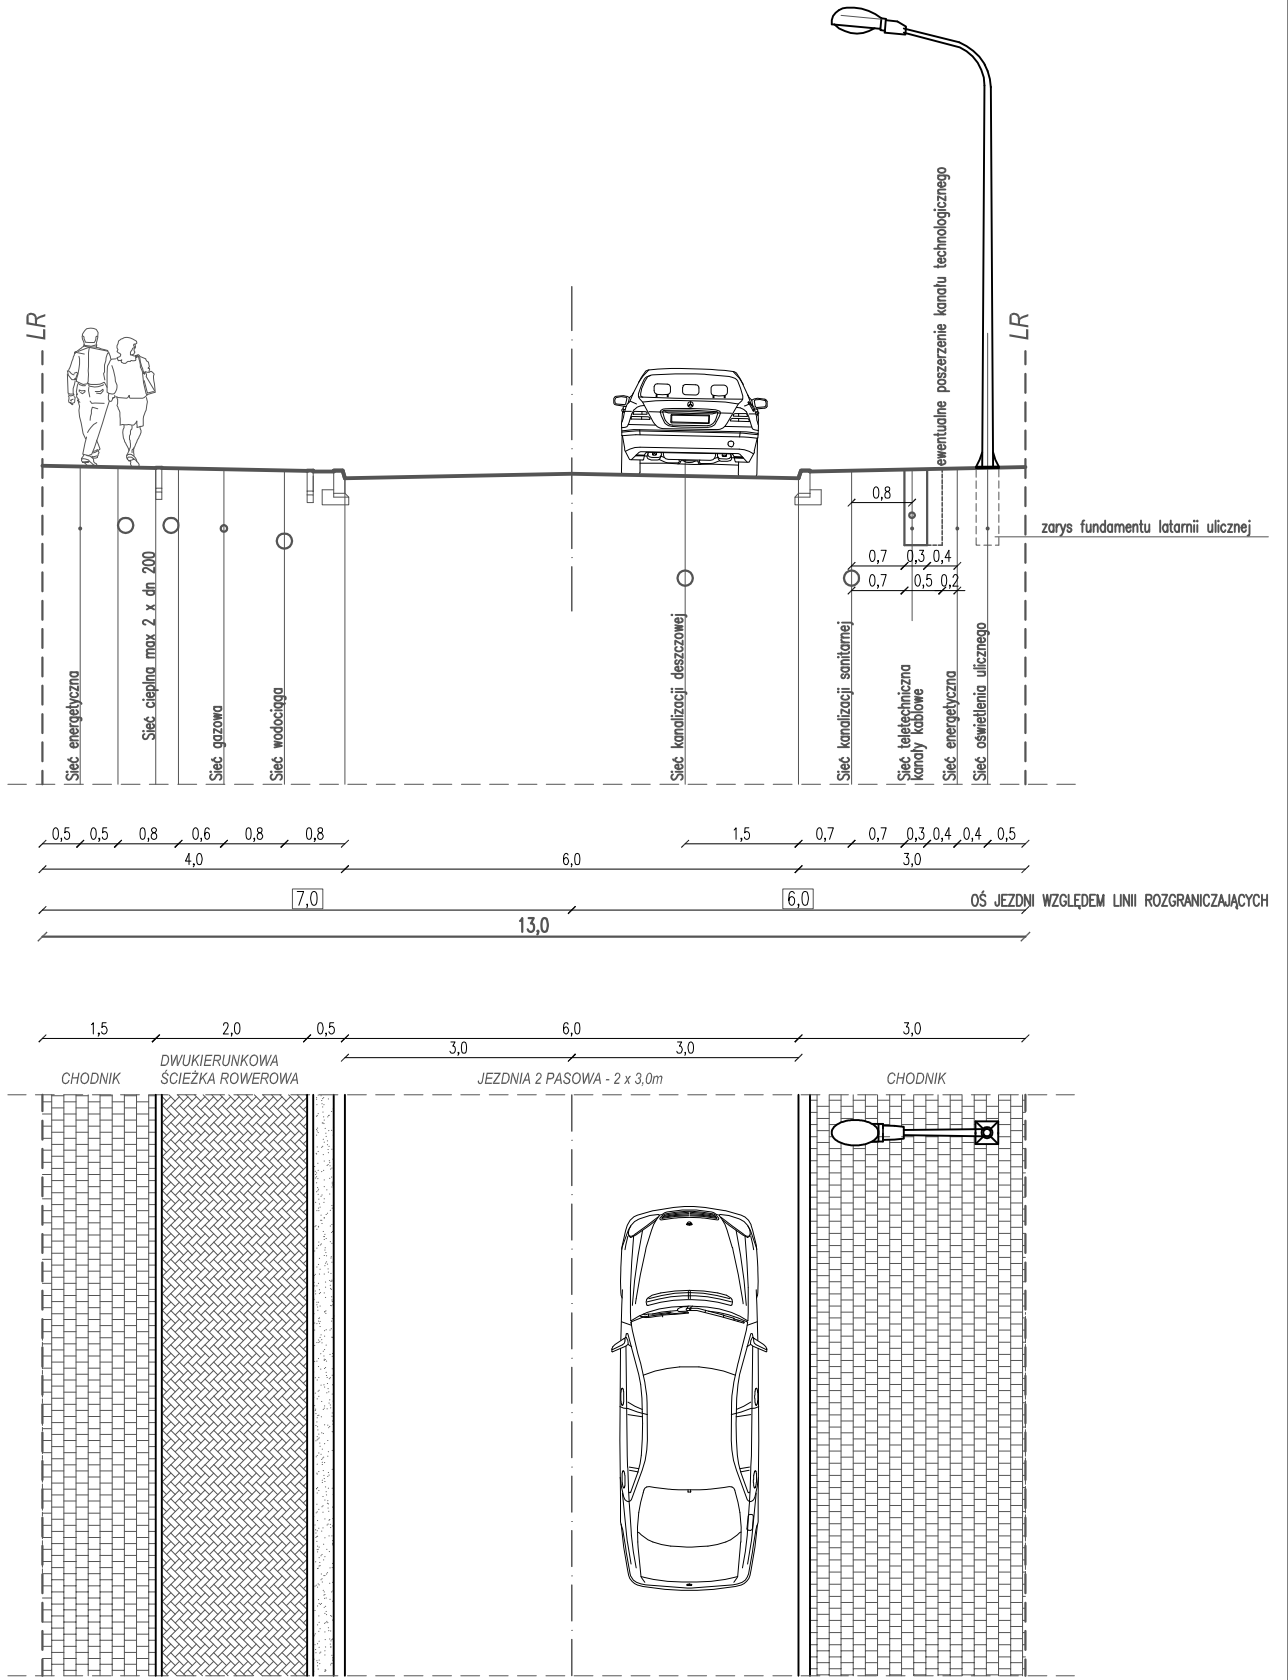 LR
LR
ewentualne poszerzenie kanału technologicznego
0,8
zarys fundamentu latarnii ulicznej
0,7 0,3 0,4
0,7 0,5 0,2
Sieć energetyczna
Sieć cieplna max 2 x dn 200
Sieć gazowa
Sieć wodociąga
Sieć kanalizacji deszczowej
Sieć kanalizacji sanitarnej
Sieć teletechniczna
kanały kablowe
Sieć energetyczna
Sieć oświetlenia ulicznego
0,5 0,5 0,8 0,6 0,8 0,8 1,5 0,7 0,7 0,3 0,4 0,4 0,5
4,0 6,0 3,0
7,0 6,0 OŚ JEZDNI WZGLĘDEM LINII ROZGRANICZAJĄCYCH
13,0
1,5 2,0 0,5 6,0 3,0
3,0 3,0
CHODNIK
DWUKIERUNKOWA
ŚCIEŻKA ROWEROWA
JEZDNIA 2 PASOWA - 2 x 3,0m
CHODNIK